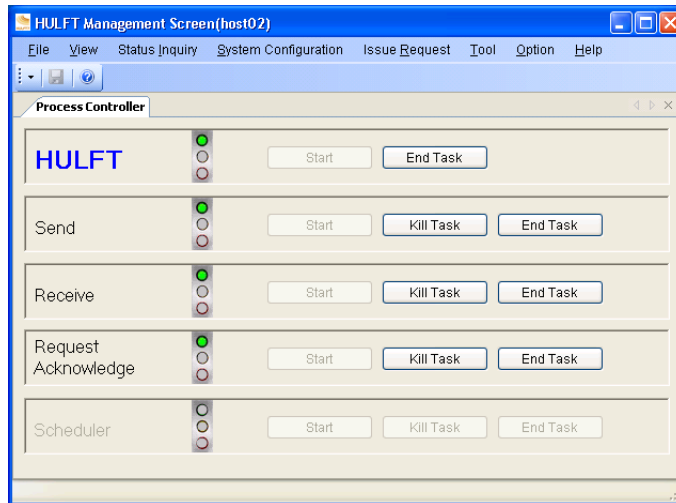 HULFT Management Screen(host02)
File View Status Inquiry System Configuration Issue Request Tool Option Help
Process Controller
HULFT Start End Task
Send Start Kill Task End Task
Receive Start Kill Task End Task
Request
Acknowledge Start Kill Task End Task
Scheduler Start Kill Task End Task